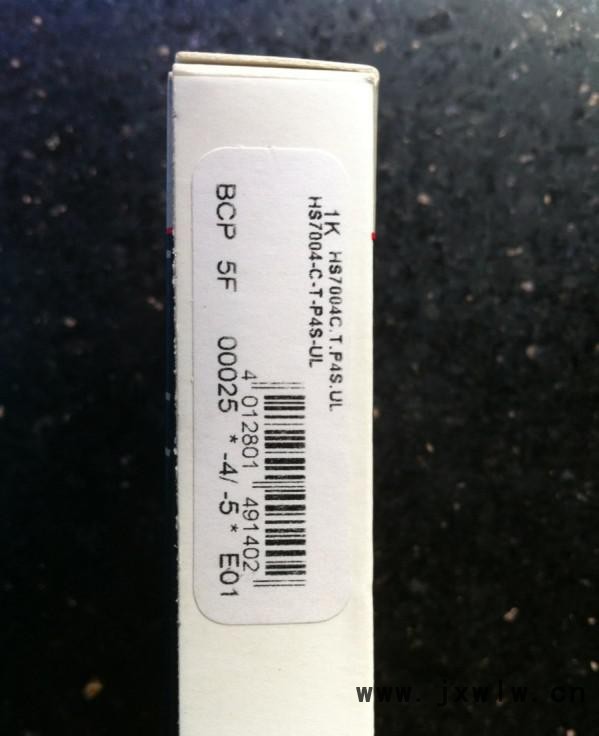 1K HS7004C.T.P4S.UL
HS7004-C-T-P4S-UL
4 012801 491402
BCP 5F 00025 *-4/ -5* E01
www.jxwlw.cn